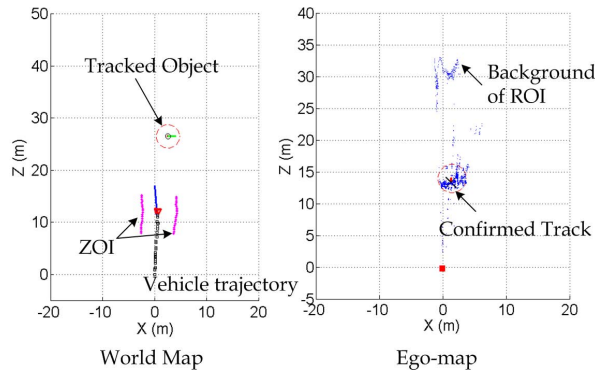 50
40
30
20
10
0
Z (m)
Tracked Object
ZOI
Vehicle trajectory
-20
-10
0
10
20
X (m)
World Map
40
35
30
25
20
15
10
5
0
-5
Z (m)
Background
of ROI
Confirmed Track
-20
-10
0
10
20
X (m)
Ego-map